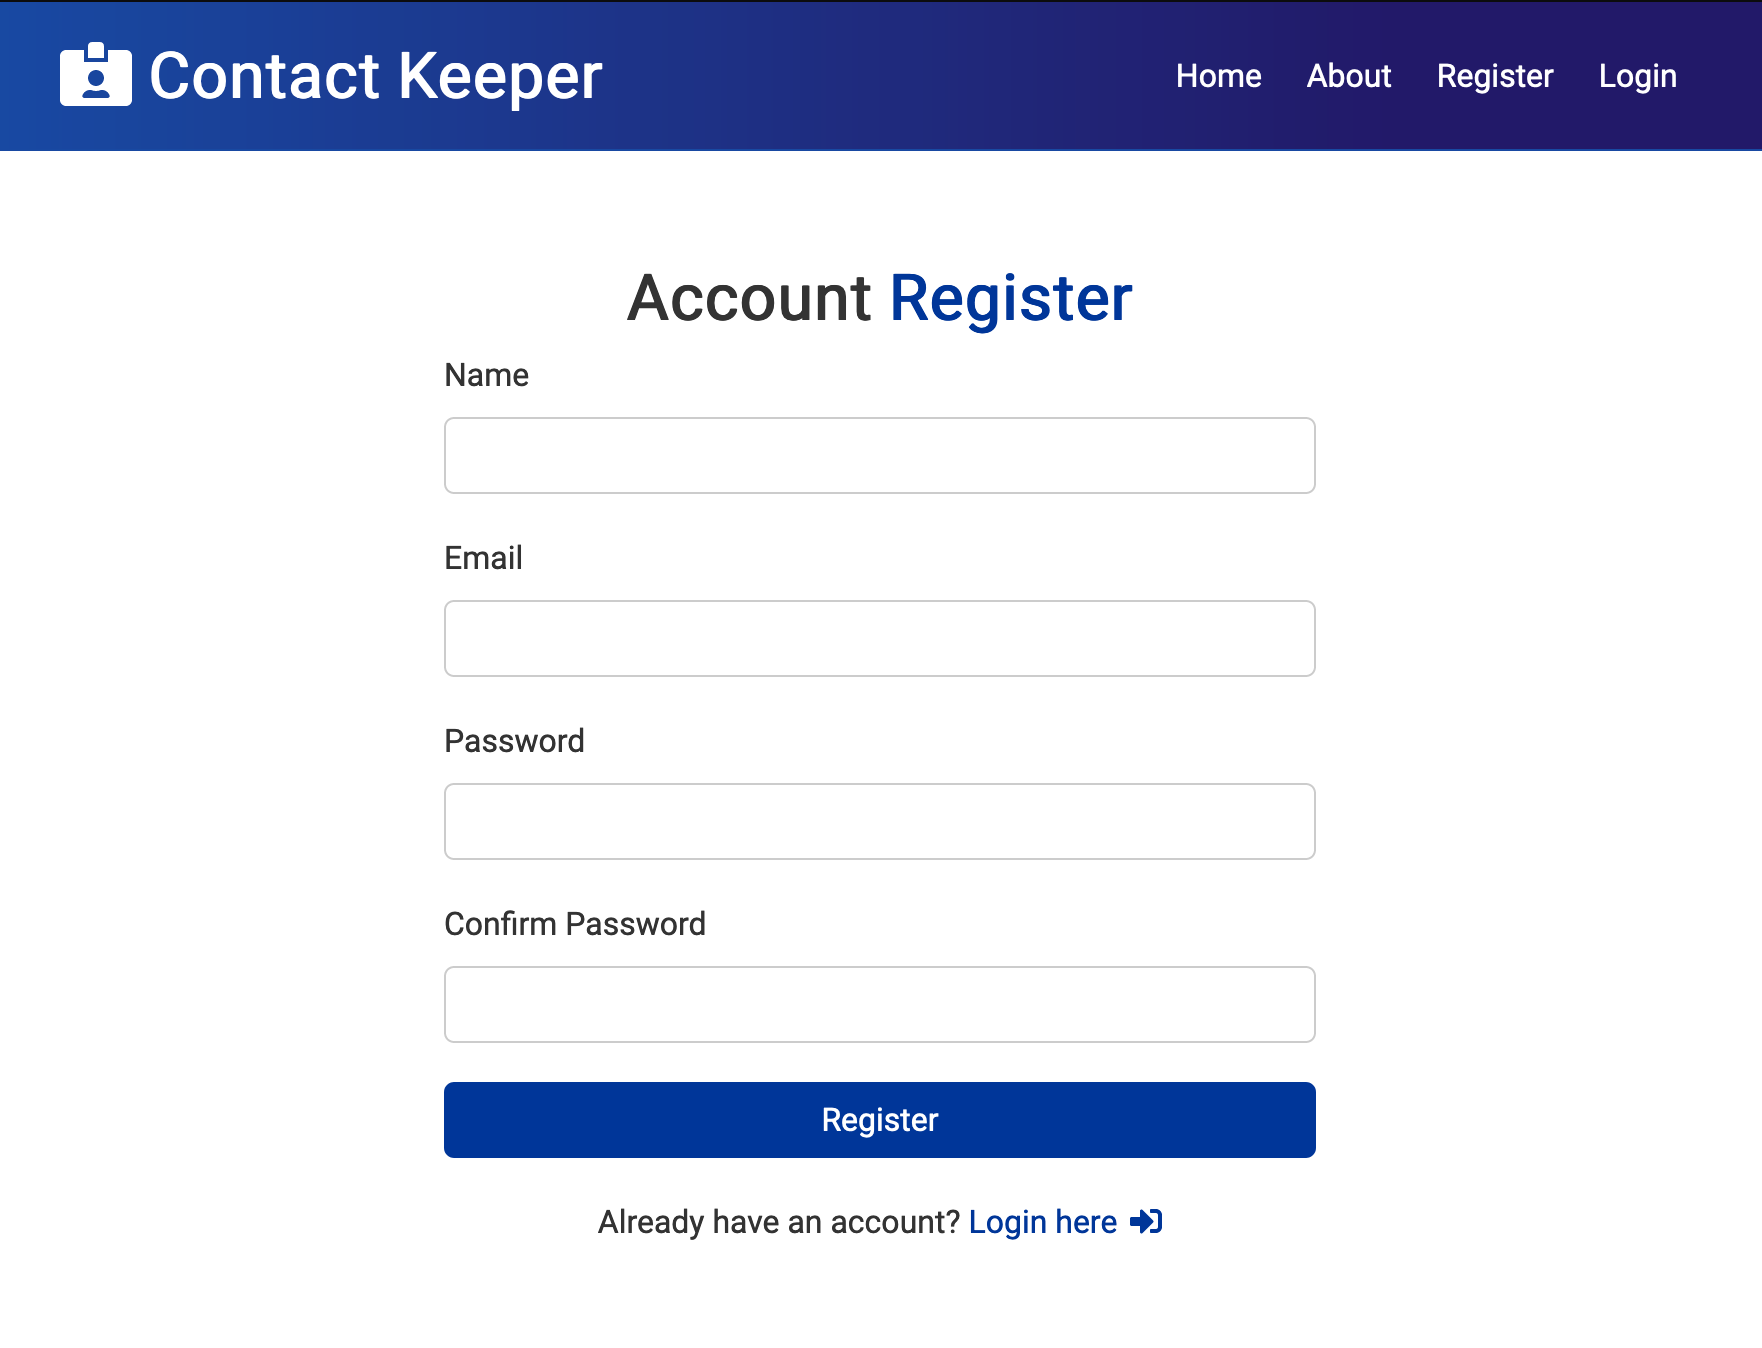 Contact Keeper
Home About Register Login
Account Register
Name
Email
Password
Confirm Password
Register
Already have an account? Login here